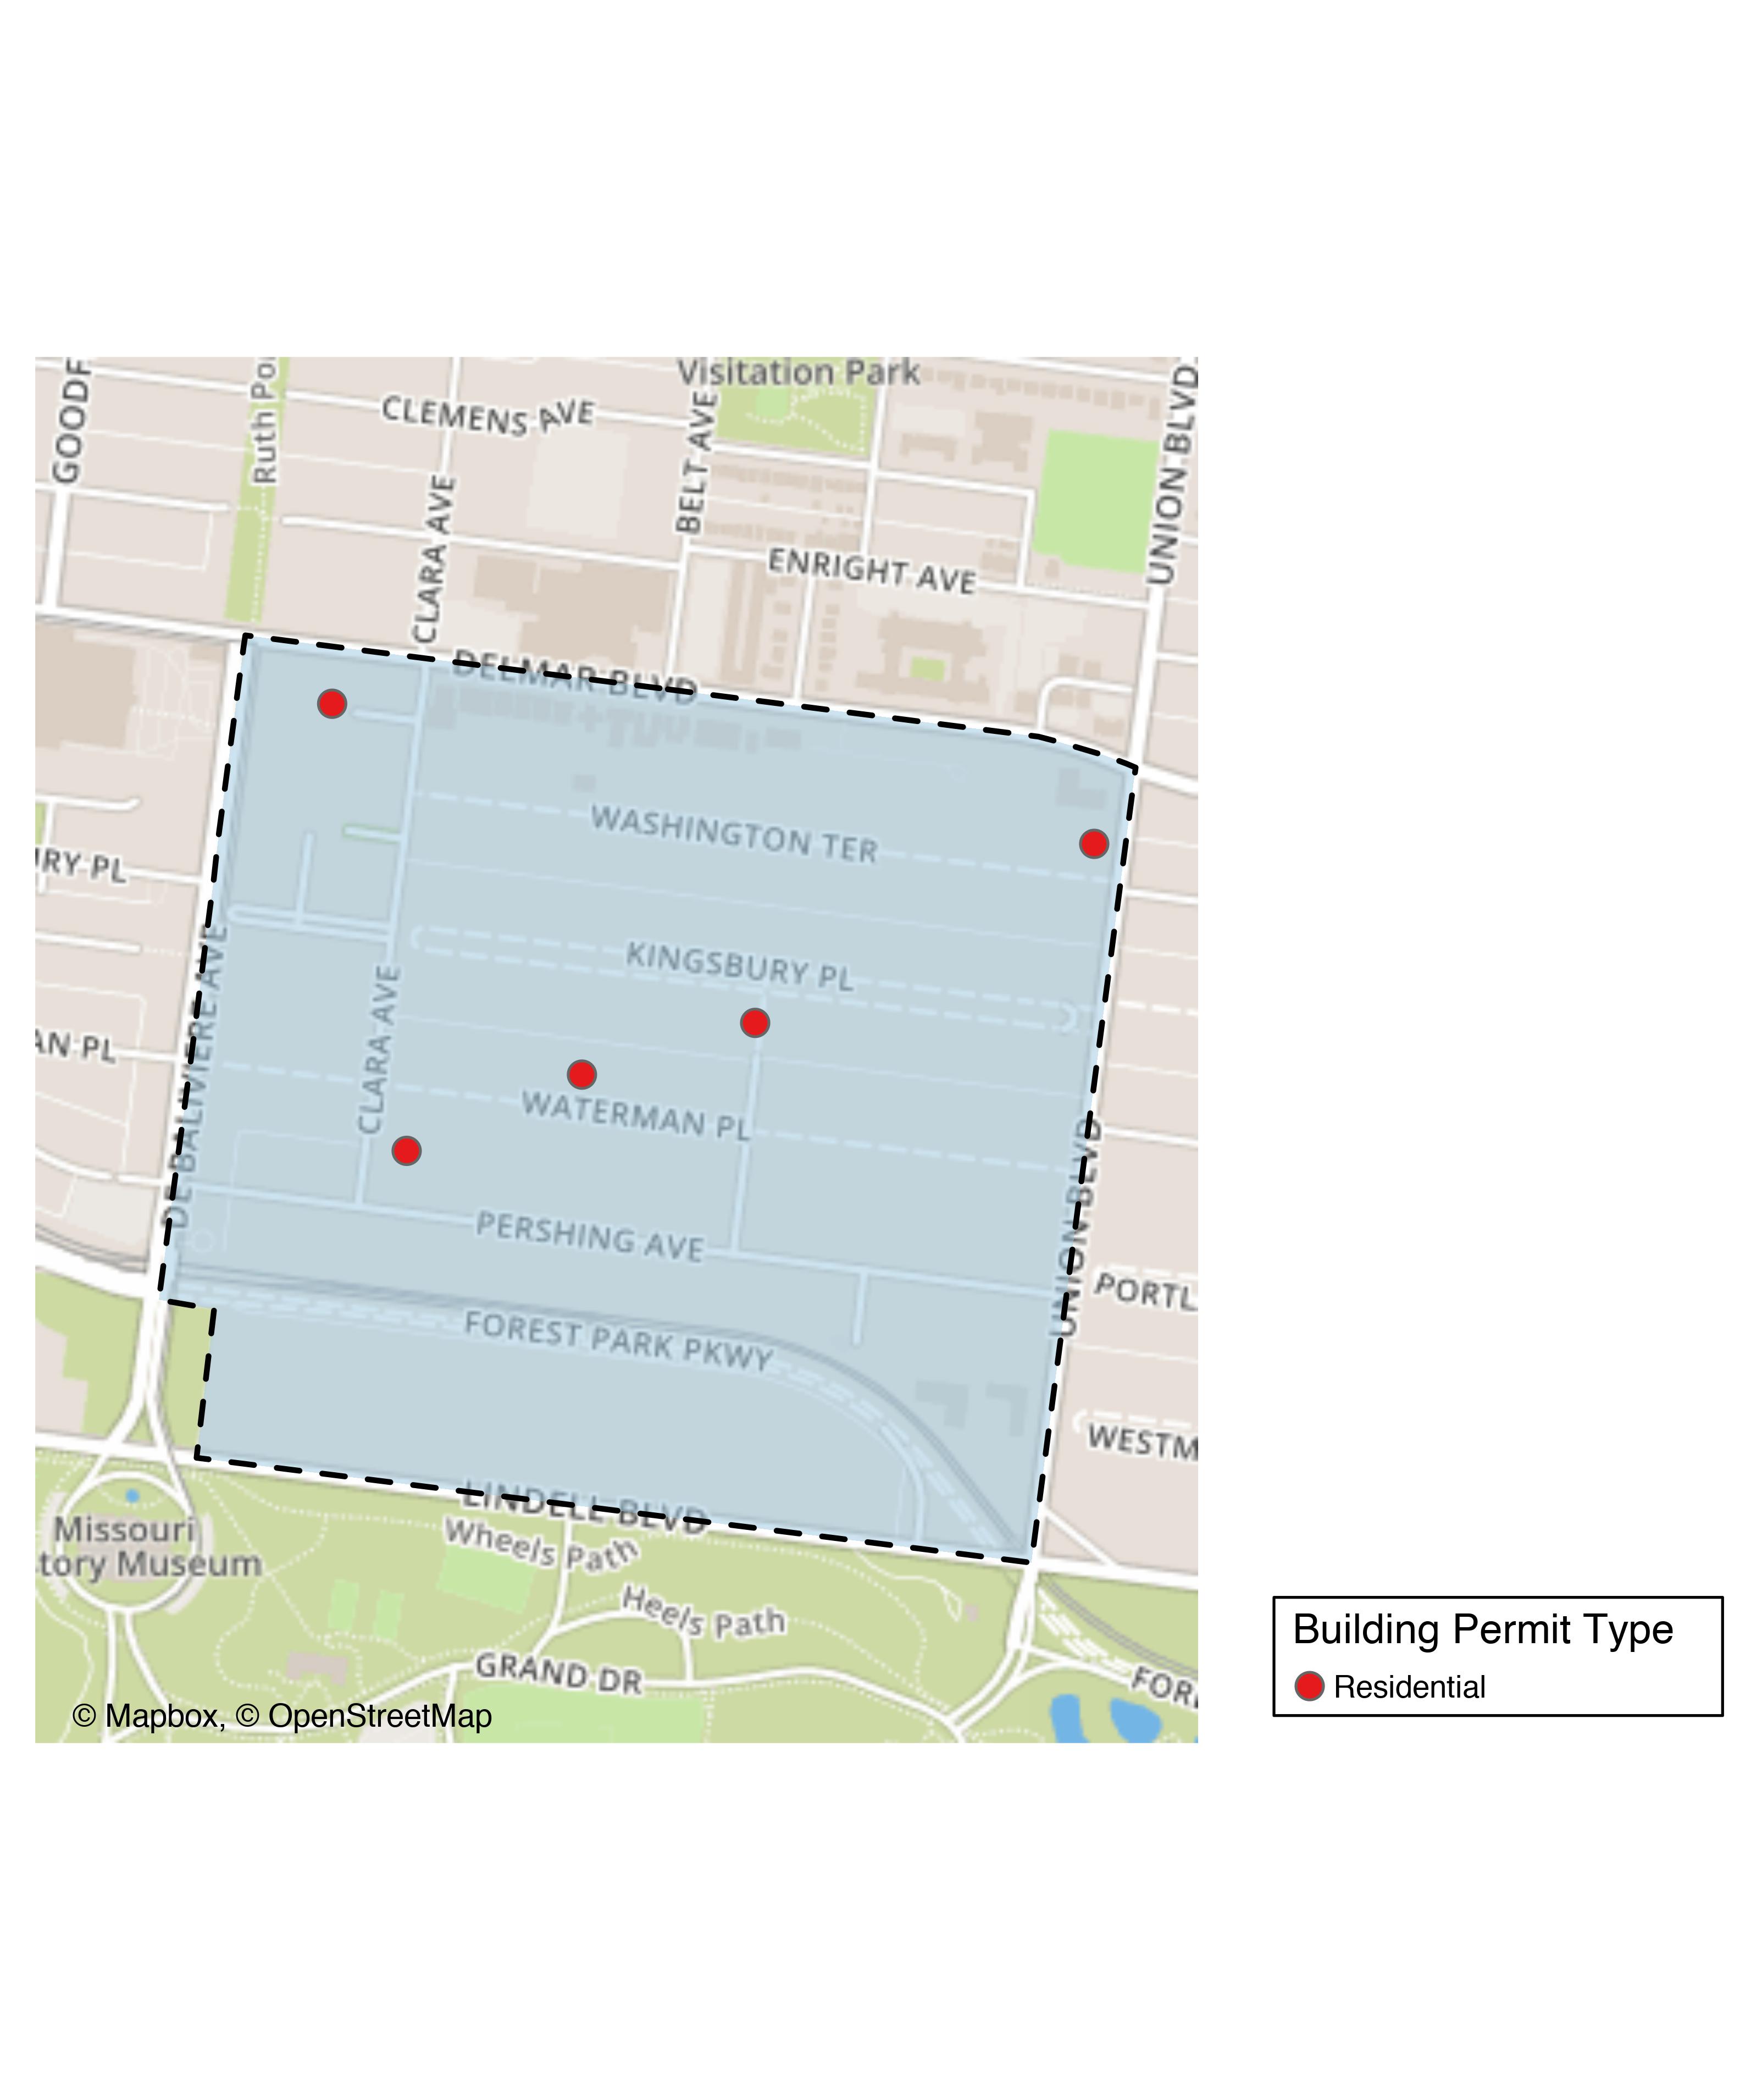 Visitation Park
GOODF
Ruth Po
CLEMENS AVE
BELT AVE
UNION BLVD
CLARA AVE
ENRIGHT AVE
DELMAR BLVD
WASHINGTON TER
IRY PL
KINGSBURY PL
CLARA AVE
DE BALIVIERE AVE
AN PL
WATERMAN PL
UNION BLVD
PERSHING AVE
PORTL
FOREST PARK PKWY
WESTM
LINDELL BLVD
Wheels Path
Missouri
tory Museum
Heels Path
GRAND DR
FOR
© Mapbox, © OpenStreetMap
Building Permit Type
Residential